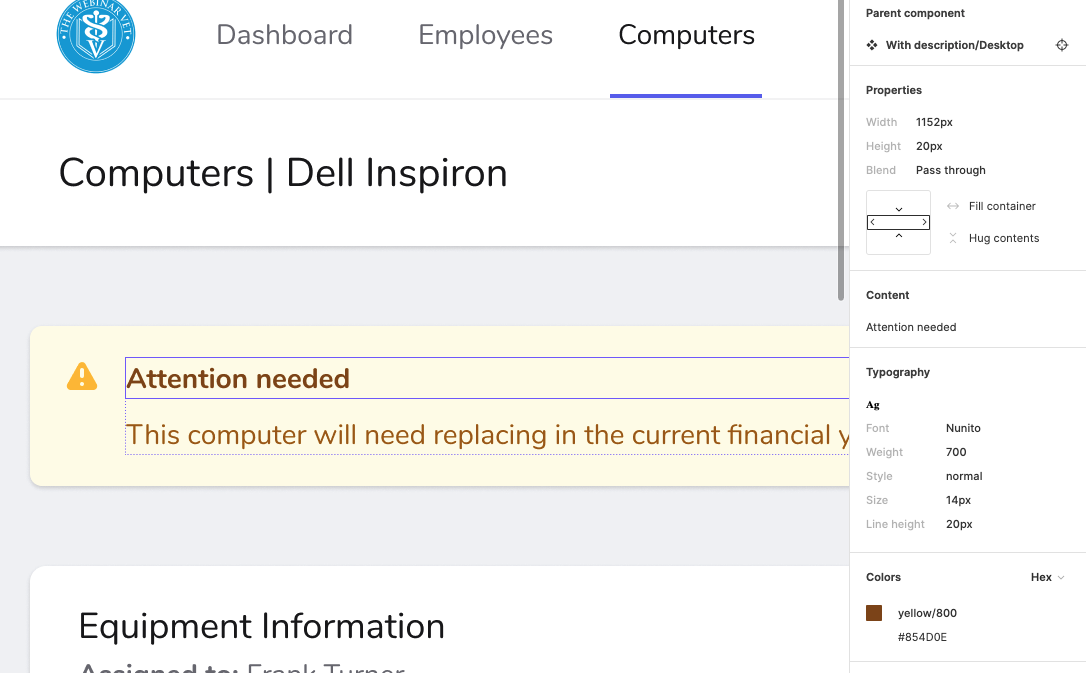 THE WEBINAR VET
Dashboard
Employees
Computers
Computers | Dell Inspiron
Attention needed
This computer will need replacing in the current financial y
Equipment Information
Assigned to: Frank Turner
Parent component
With description/Desktop
Properties
Width 1152px
Height 20px
Blend Pass through
Fill container
Hug contents
Content
Attention needed
Typography
Ag
Font Nunito
Weight 700
Style normal
Size 14px
Line height 20px
Colors Hex
yellow/800
#854D0E